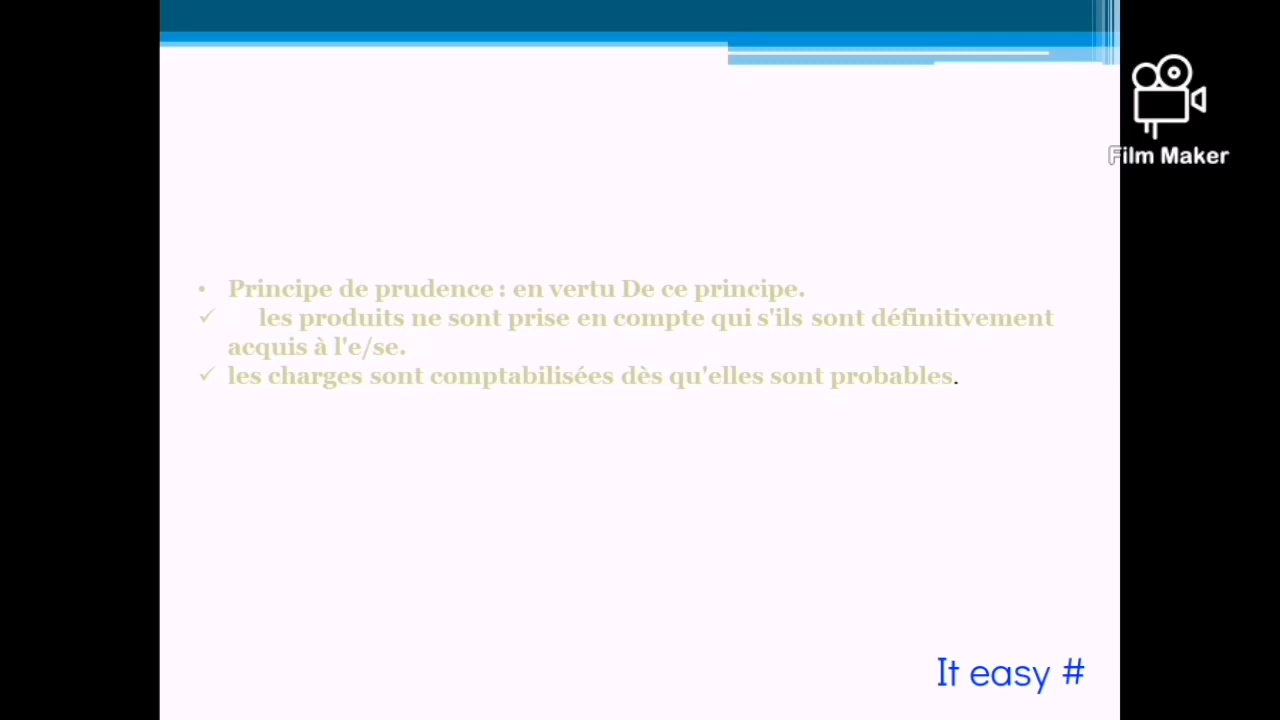 Film Maker
• Principe de prudence : en vertu De ce principe.
✓ les produits ne sont prise en compte qui s'ils sont définitivement
acquis à l'e/se.
✓ les charges sont comptabilisées dès qu'elles sont probables.
It easy #